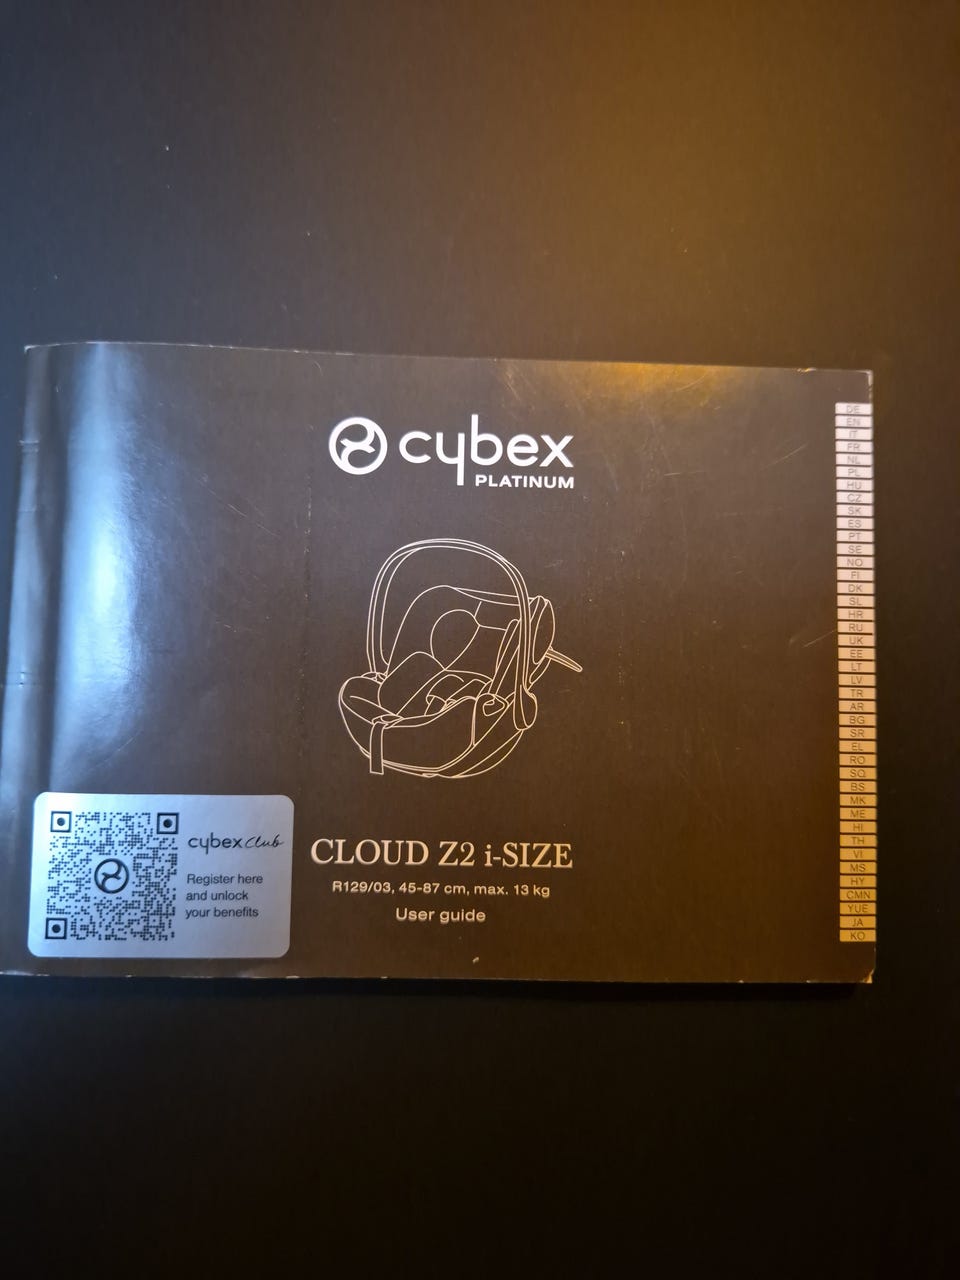 cybex
PLATINUM
CLOUD Z2 i-SIZE
R129/03, 45-87 cm, max. 13 kg
User guide
cybex club
Register here
and unlock
your benefits
DE
EN
IT
FR
NL
PL
HU
CZ
SK
ES
PT
SE
NO
FI
DK
SL
HR
RU
UK
EE
LT
LV
TR
AR
BG
SR
EL
RO
SQ
BS
MK
ME
HI
TH
VI
MS
HY
CMN
YUE
JA
KO